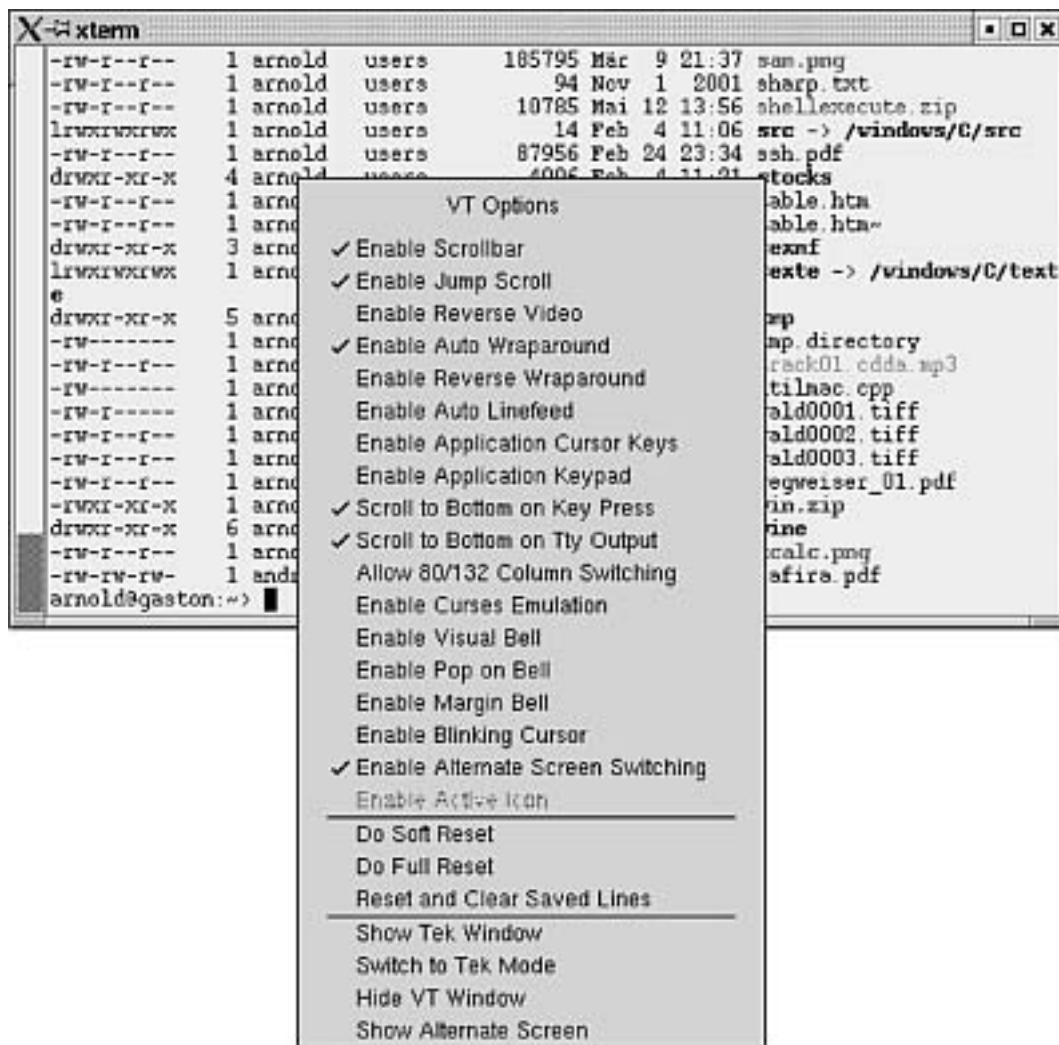 xterm
-rw-r--r-- 1 arnold users 185795 Mär 9 21:37 san.png
-rw-r--r-- 1 arnold users 94 Nov 1 2001 sharp.txt
-rw-r--r-- 1 arnold users 10785 Mai 12 13:56 shellexecute.zip
lrwxrwxrwx 1 arnold users 14 Feb 4 11:06 src -> /windows/C/src
-rw-r--r-- 1 arnold users 87956 Feb 24 23:34 ssh.pdf
drwxr-xr-x 4 arnold users 4096 Feb 4 11:21 stocks
-rw-r--r-- 1 arno able.htm
-rw-r--r-- 1 arno able.htm~
drwxr-xr-x 3 arno exmf
lrwxrwxrwx 1 arno exte -> /windows/C/text
e
drwxr-xr-x 5 arno mp
-rw------- 1 arno mp.directory
-rw-r--r-- 1 arno rack01.cdda.mp3
-rw------- 1 arno tilmac.cpp
-rw-r----- 1 arno ald0001.tiff
-rw-r--r-- 1 arno ald0002.tiff
-rw-r--r-- 1 arno ald0003.tiff
-rw-r--r-- 1 arno egweiser_01.pdf
-rwxr-xr-x 1 arno in.zip
drwxr-xr-x 6 arno ine
-rw-r--r-- 1 arno calc.png
-rw-rw-rw- 1 andr afira.pdf
arnold@gaston:~>
VT Options
✓ Enable Scrollbar
✓ Enable Jump Scroll
Enable Reverse Video
✓ Enable Auto Wraparound
Enable Reverse Wraparound
Enable Auto Linefeed
Enable Application Cursor Keys
Enable Application Keypad
✓ Scroll to Bottom on Key Press
✓ Scroll to Bottom on Tty Output
Allow 80/132 Column Switching
Enable Curses Emulation
Enable Visual Bell
Enable Pop on Bell
Enable Margin Bell
Enable Blinking Cursor
✓ Enable Alternate Screen Switching
Enable Active Icon
Do Soft Reset
Do Full Reset
Reset and Clear Saved Lines
Show Tek Window
Switch to Tek Mode
Hide VT Window
Show Alternate Screen